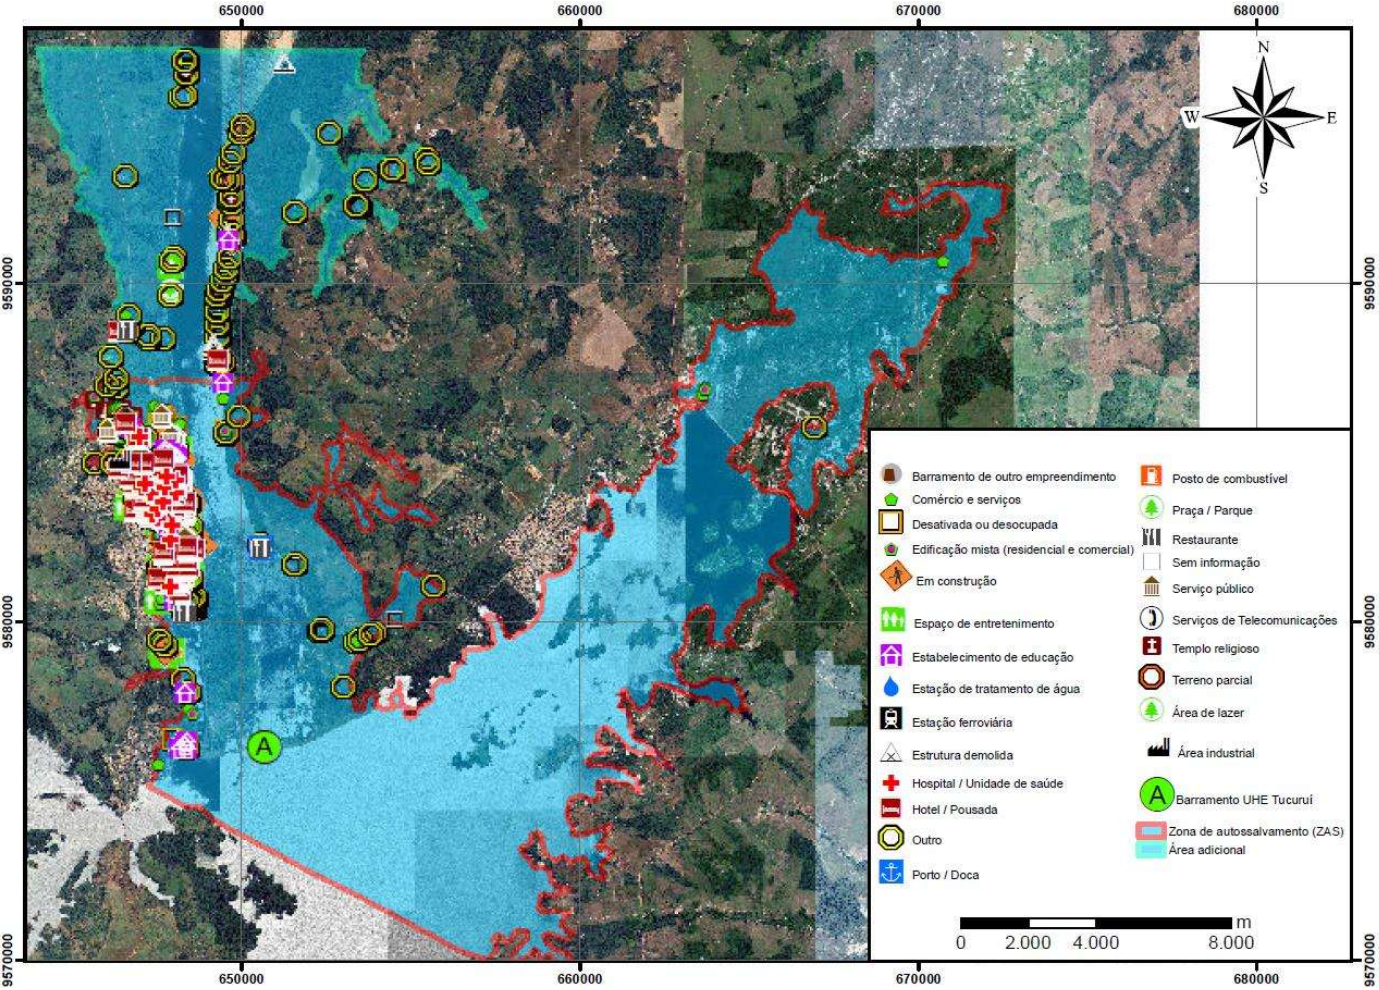 650000
660000
670000
680000
N
W
E
S
9590000
9590000
9580000
9580000
9570000
9570000
A
Barramento de outro empreendimento
Comércio e serviços
Desativada ou desocupada
Edificação mista (residencial e comercial)
Em construção
Espaço de entretenimento
Estabelecimento de educação
Estação de tratamento de água
Estação ferroviária
Estrutura demolida
Hospital / Unidade de saúde
Hotel / Pousada
Outro
Porto / Doca
Posto de combustível
Praça / Parque
Restaurante
Sem informação
Serviço público
Serviços de Telecomunicações
Templo religioso
Terreno parcial
Área de lazer
Área industrial
A
Barramento UHE Tucuruí
Zona de autossalvamento (ZAS)
Área adicional
m
0 2.000 4.000 8.000
650000
660000
670000
680000